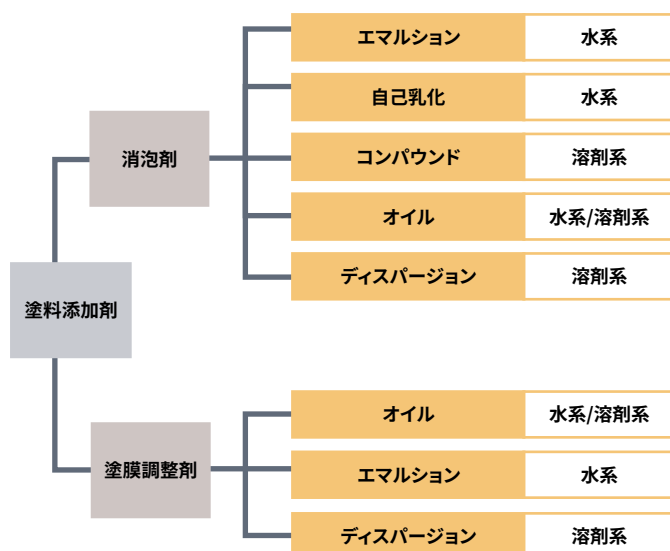 エマルション 水系
自己乳化 水系
消泡剤
コンパウンド 溶剤系
オイル 水系/溶剤系
ディスパージョン 溶剤系
塗料添加剤
オイル 水系/溶剤系
塗膜調整剤
エマルション 水系
ディスパージョン 溶剤系